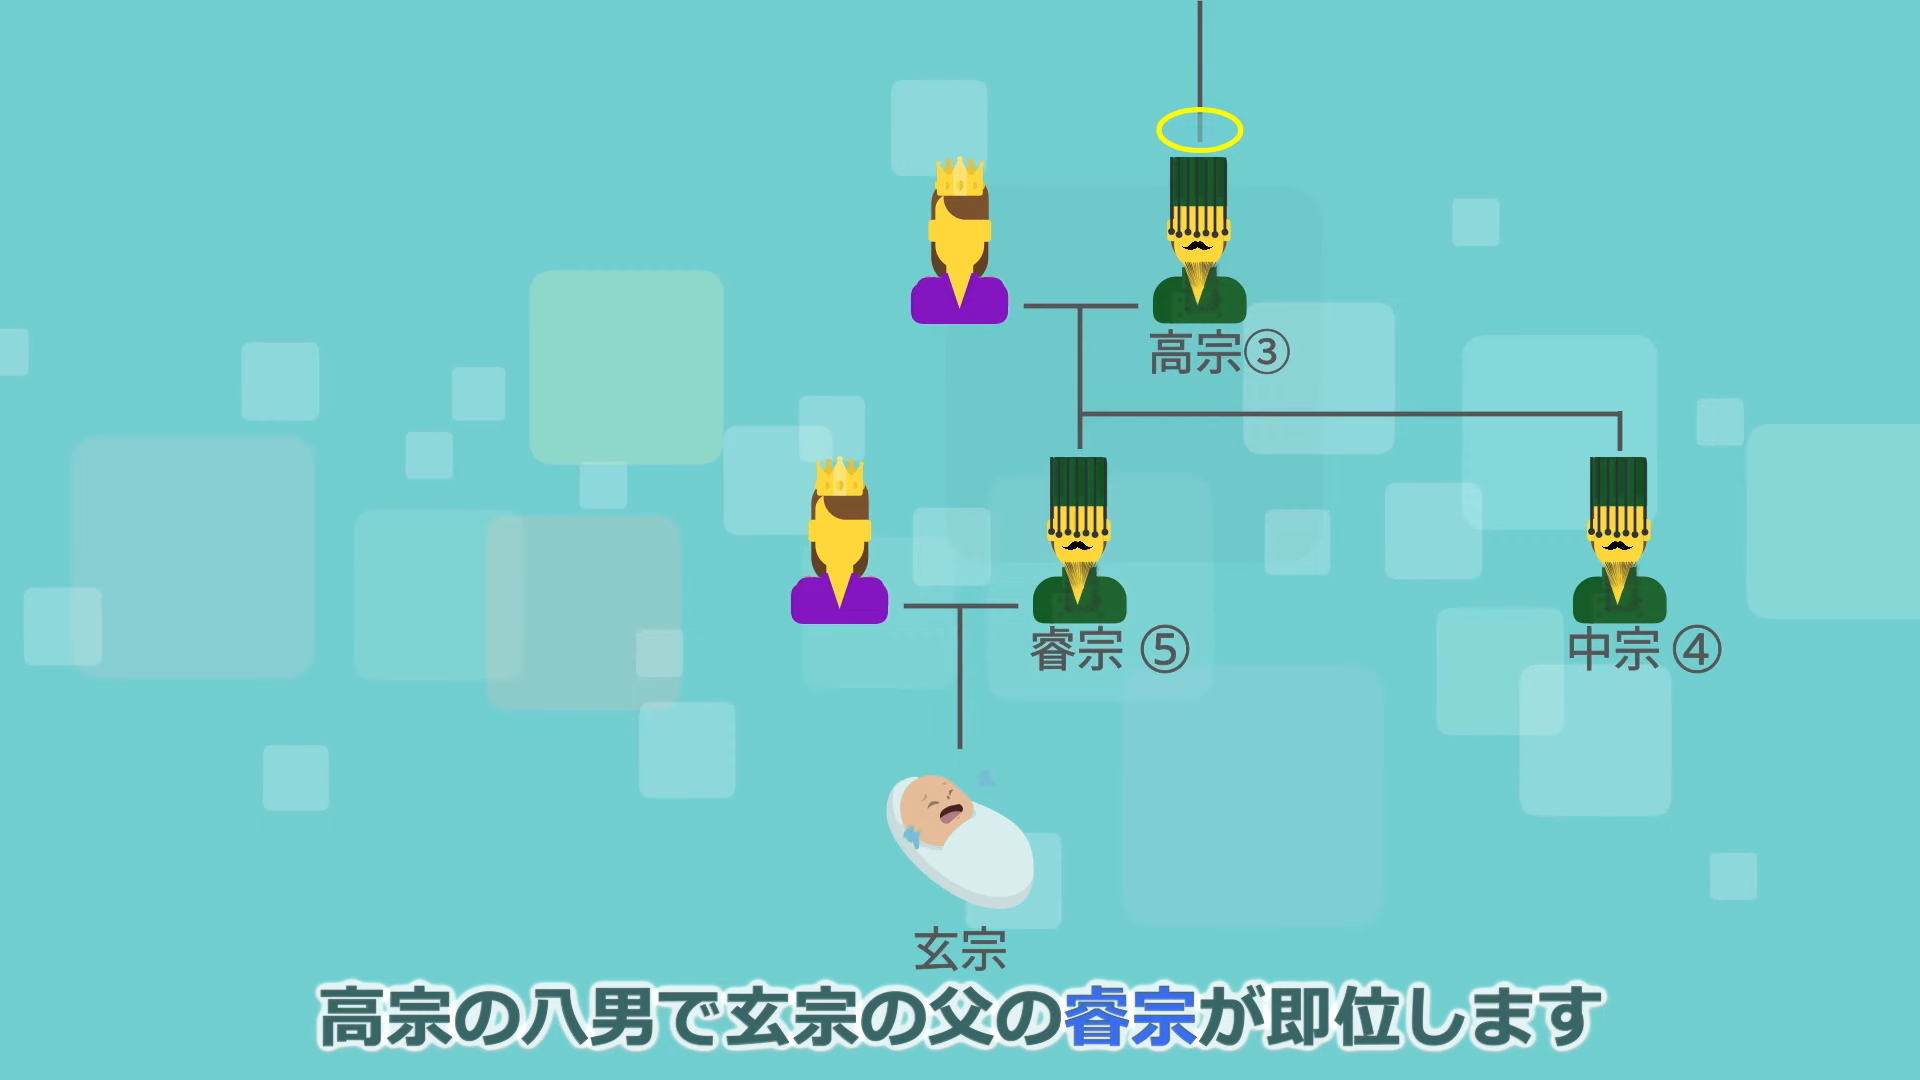 高宗③
睿宗 ⑤
中宗 ④
玄宗
高宗の八男で玄宗の父の睿宗が即位します